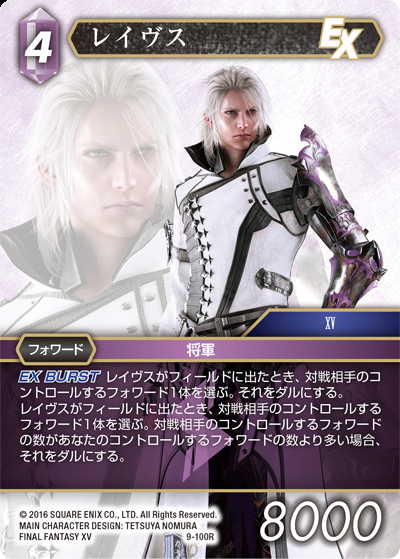 4
レイヴス
EX
XV
フォワード
将軍
EX BURST レイヴスがフィールドに出たとき、対戦相手のコ
ントロールするフォワード1体を選ぶ。それをダルにする。
レイヴスがフィールドに出たとき、対戦相手のコントロールする
フォワード1体を選ぶ。対戦相手のコントロールするフォワード
の数があなたのコントロールするフォワードの数より多い場合、
それをダルにする。
© 2016 SQUARE ENIX CO., LTD. All Rights Reserved.
MAIN CHARACTER DESIGN: TETSUYA NOMURA
FINAL FANTASY XV 9-100R
8000